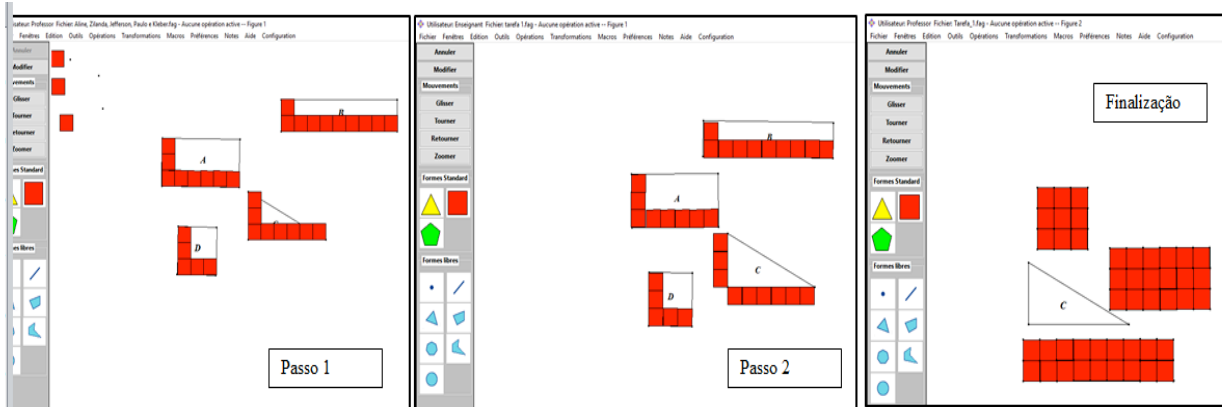 isateur: Professor Fichier: Aline, Zilanda, Jefferson, Paulo e Kleber.fag - Aucune opération active -- Figure 1
Fenêtres Edition Outils Opérations Transformations Macros Préférences Notes Aide Configuration
Annuler
Modifier
vements
Glisser
Tourner
etourner
Zoomer
es Standard
es libres
B
A
D
Passo 1
Utilisateur: Enseignant Fichier: tarefa 1.fag - Aucune opération active -- Figure 1
Fichier Fenêtres Edition Outils Opérations Transformations Macros Préférences Notes Aide Configuration
Annuler
Modifier
Mouvements
Glisser
Tourner
Retourner
Zoomer
Formes Standard
Formes libres
B
A
C
D
Passo 2
Utilisateur: Professor Fichier: Tarefa_1.fag - Aucune opération active -- Figure 2
Fichier Fenêtres Edition Outils Opérations Transformations Macros Préférences Notes Aide Configuration
Annuler
Modifier
Mouvements
Glisser
Tourner
Retourner
Zoomer
Formes Standard
Formes libres
Finalização
C